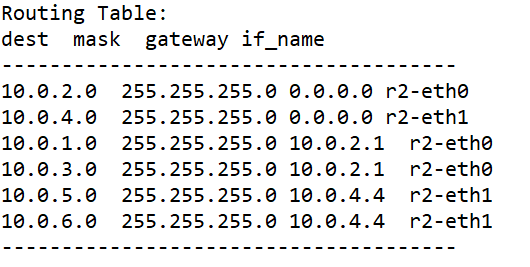 Routing Table:
dest  mask  gateway if_name
---------------------------------------
10.0.2.0  255.255.255.0 0.0.0.0 r2-eth0
10.0.4.0  255.255.255.0 0.0.0.0 r2-eth1
10.0.1.0  255.255.255.0 10.0.2.1  r2-eth0
10.0.3.0  255.255.255.0 10.0.2.1  r2-eth0
10.0.5.0  255.255.255.0 10.0.4.4  r2-eth1
10.0.6.0  255.255.255.0 10.0.4.4  r2-eth1
---------------------------------------